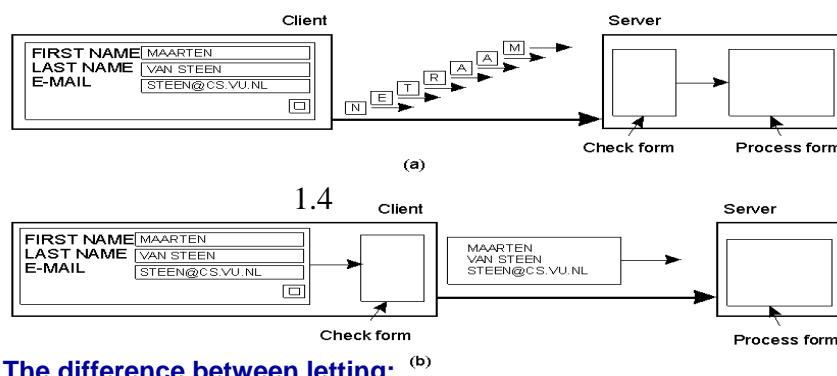 Client
Server
FIRST NAME MAARTEN
LAST NAME VAN STEEN
E-MAIL STEEN@CS.VU.NL
N E T R A A M
Check form
Process form
(a)
1.4
Client
Server
FIRST NAME MAARTEN
LAST NAME VAN STEEN
E-MAIL STEEN@CS.VU.NL
MAARTEN
VAN STEEN
STEEN@CS.VU.NL
Check form
Process form
(b)
The difference between letting: